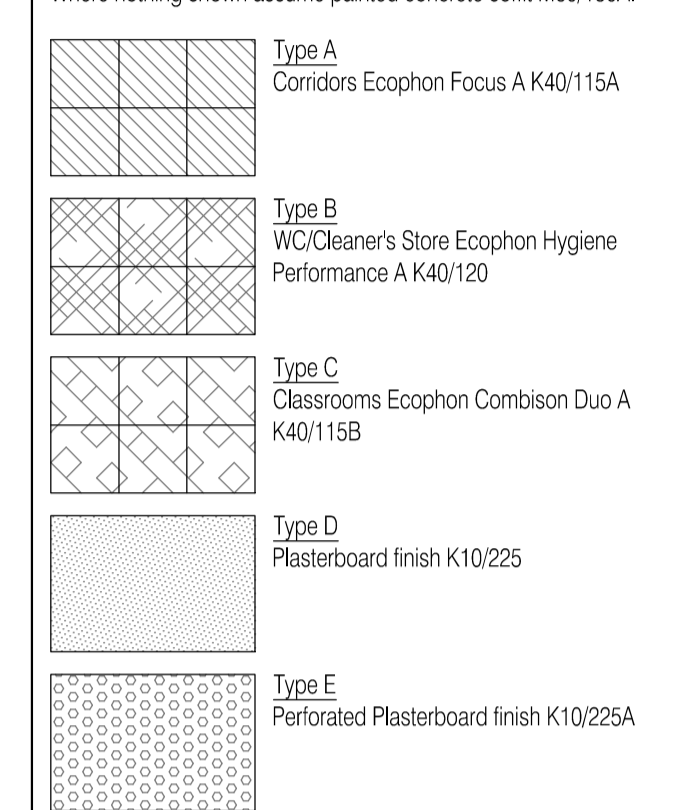 Type A
Corridors Ecophon Focus A K40/115A
Type B
WC/Cleaner's Store Ecophon Hygiene
Performance A K40/120
Type C
Classrooms Ecophon Combison Duo A
K40/115B
Type D
Plasterboard finish K10/225
Type E
Perforated Plasterboard finish K10/225A